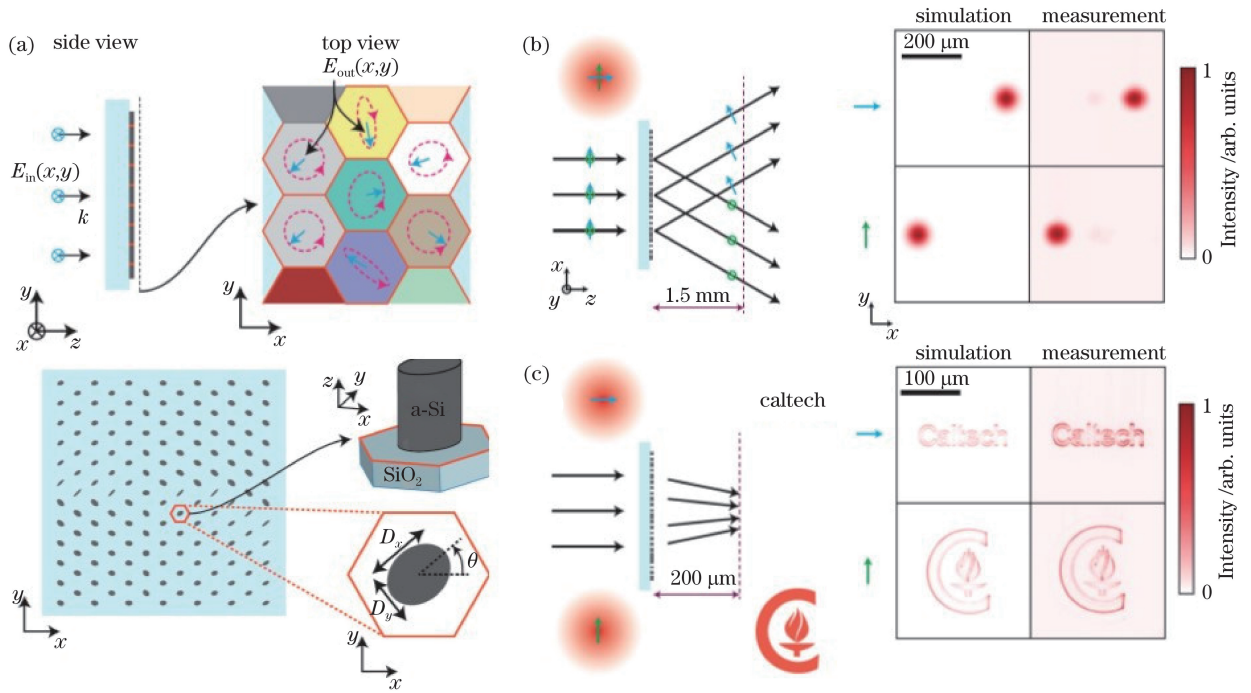 (a) side view
top view
E_out(x,y)
E_in(x,y)
k
y
x
z
y
x
y
x
z
y
x
a-Si
SiO2
D_x
D_y
θ
y
x
(b)
x
y
z
1.5 mm
simulation
measurement
200 μm
1
0
Intensity /arb. units
y
x
(c)
caltech
200 μm
simulation
measurement
100 μm
Caltech
Caltech
1
0
Intensity /arb. units